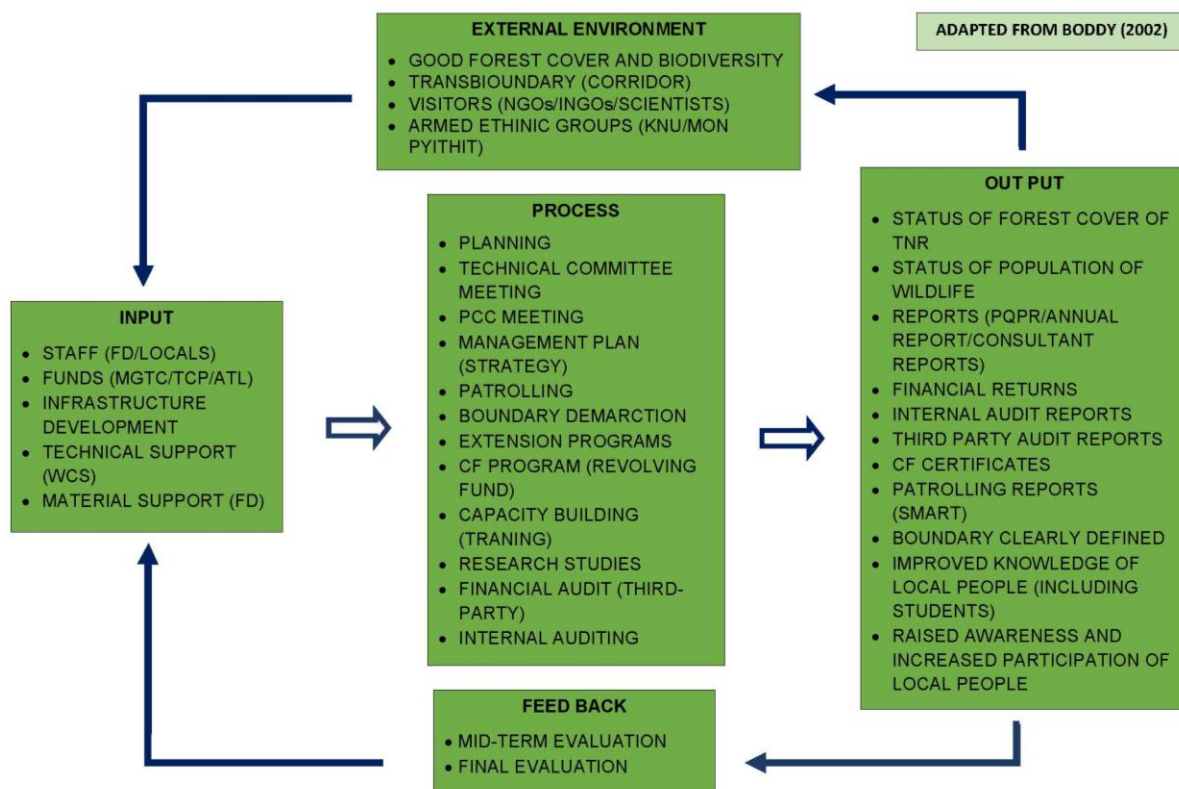 ADAPTED FROM BODDY (2002)
EXTERNAL ENVIRONMENT
• GOOD FOREST COVER AND BIODIVERSITY
• TRANSBIOUNDARY (CORRIDOR)
• VISITORS (NGOs/INGOs/SCIENTISTS)
• ARMED ETHINIC GROUPS (KNU/MON
PYITHIT)
INPUT
• STAFF (FD/LOCALS)
• FUNDS (MGTC/TCP/ATL)
• INFRASTRUCTURE
DEVELOPMENT
• TECHNICAL SUPPORT
(WCS)
• MATERIAL SUPPORT (FD)
PROCESS
• PLANNING
• TECHNICAL COMMITTEE
MEETING
• PCC MEETING
• MANAGEMENT PLAN
(STRATEGY)
• PATROLLING
• BOUNDARY DEMARCTION
• EXTENSION PROGRAMS
• CF PROGRAM (REVOLVING
FUND)
• CAPACITY BUILDING
(TRANING)
• RESEARCH STUDIES
• FINANCIAL AUDIT (THIRD-
PARTY)
• INTERNAL AUDITING
OUT PUT
• STATUS OF FOREST COVER OF
TNR
• STATUS OF POPULATION OF
WILDLIFE
• REPORTS (PQPR/ANNUAL
REPORT/CONSULTANT
REPORTS)
• FINANCIAL RETURNS
• INTERNAL AUDIT REPORTS
• THIRD PARTY AUDIT REPORTS
• CF CERTIFICATES
• PATROLLING REPORTS
(SMART)
• BOUNDARY CLEARLY DEFINED
• IMPROVED KNOWLEDGE OF
LOCAL PEOPLE (INCLUDING
STUDENTS)
• RAISED AWARENESS AND
INCREASED PARTICIPATION OF
LOCAL PEOPLE
FEED BACK
• MID-TERM EVALUATION
• FINAL EVALUATION